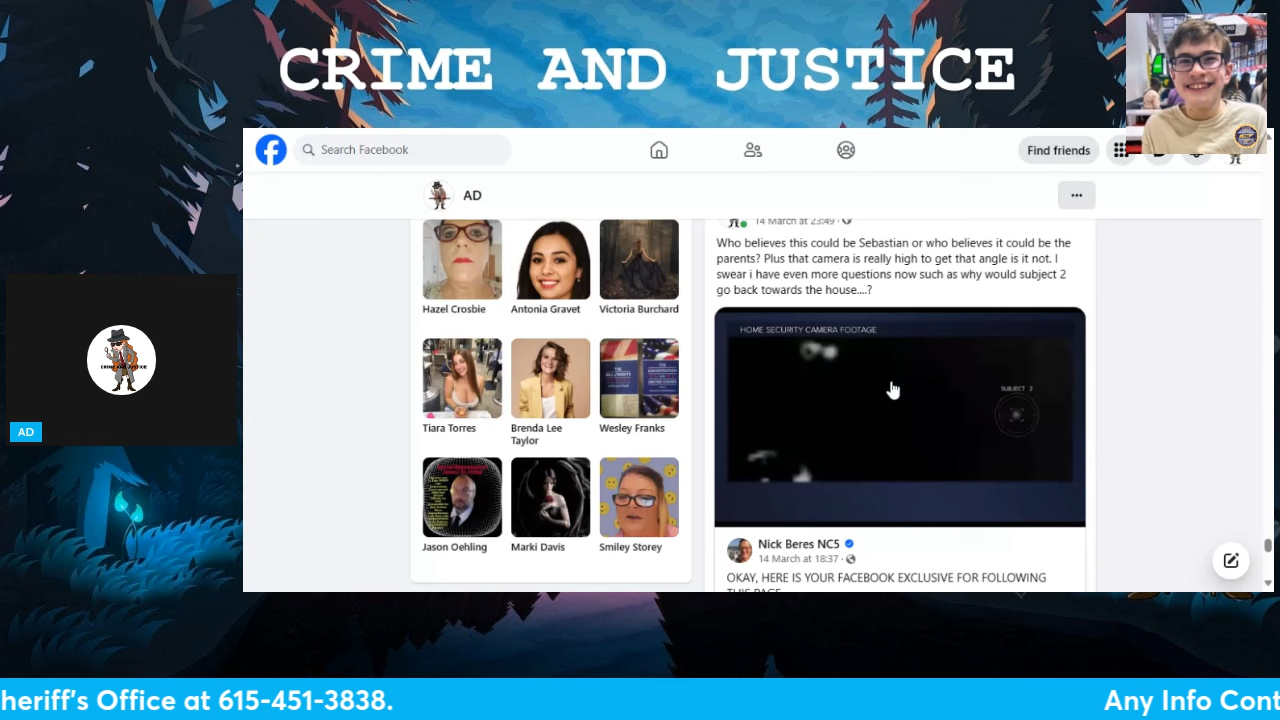 CRIME AND JUSTICE
Search Facebook
Find friends
AD
14 March at 23:49
Who believes this could be Sebastian or who believes it could be the
parents? Plus that camera is really high to get that angle is it not. I
swear i have even more questions now such as why would subject 2
go back towards the house....?
Hazel Crosbie
Antonia Gravet
Victoria Burchard
HOME SECURITY CAMERA FOOTAGE
SUBJECT 2
CRIME AND JUSTICE
AD
Tiara Torres
Brenda Lee
Taylor
Wesley Franks
Jason Oehling
Marki Davis
Smiley Storey
Nick Beres NC5
14 March at 18:37
OKAY, HERE IS YOUR FACEBOOK EXCLUSIVE FOR FOLLOWING
THIS PAGE
heriff's Office at 615-451-3838.
Any Info Cont